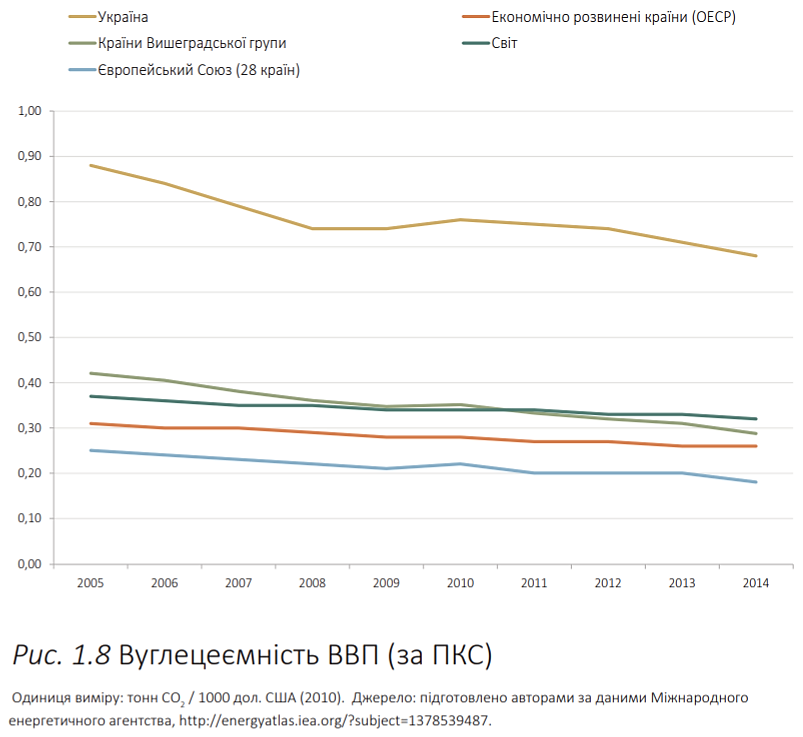 Україна
Економічно розвинені країни (ОЕСР)
Країни Вишеградської групи
Світ
Європейський Союз (28 країн)
1,00
0,90
0,80
0,70
0,60
0,50
0,40
0,30
0,20
0,10
0,00
2005 2006 2007 2008 2009 2010 2011 2012 2013 2014
Рис. 1.8 Вуглецеємність ВВП (за ПКС)
Одиниця виміру: тонн CO2 / 1000 дол. США (2010). Джерело: підготовлено авторами за даними Міжнародного
енергетичного агентства, http://energyatlas.iea.org/?subject=1378539487.